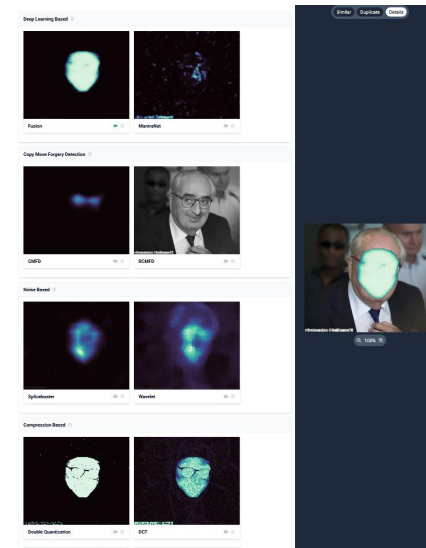 Deep Learning Based
Similar Duplicate Details
Fusion
MantraNet
Copy Move Forgery Detection
CMFD
RCMFD
100%
Noise Based
Splicebuster
Wavelet
Compression Based
Double Quantization
DCT